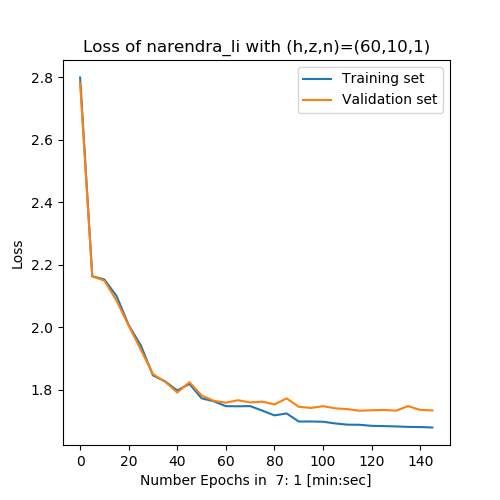 Loss of narendra_li with (h,z,n)=(60,10,1)
Training set
Validation set
2.8
2.6
2.4
2.2
2.0
1.8
Loss
0 20 40 60 80 100 120 140
Number Epochs in  7: 1 [min:sec]